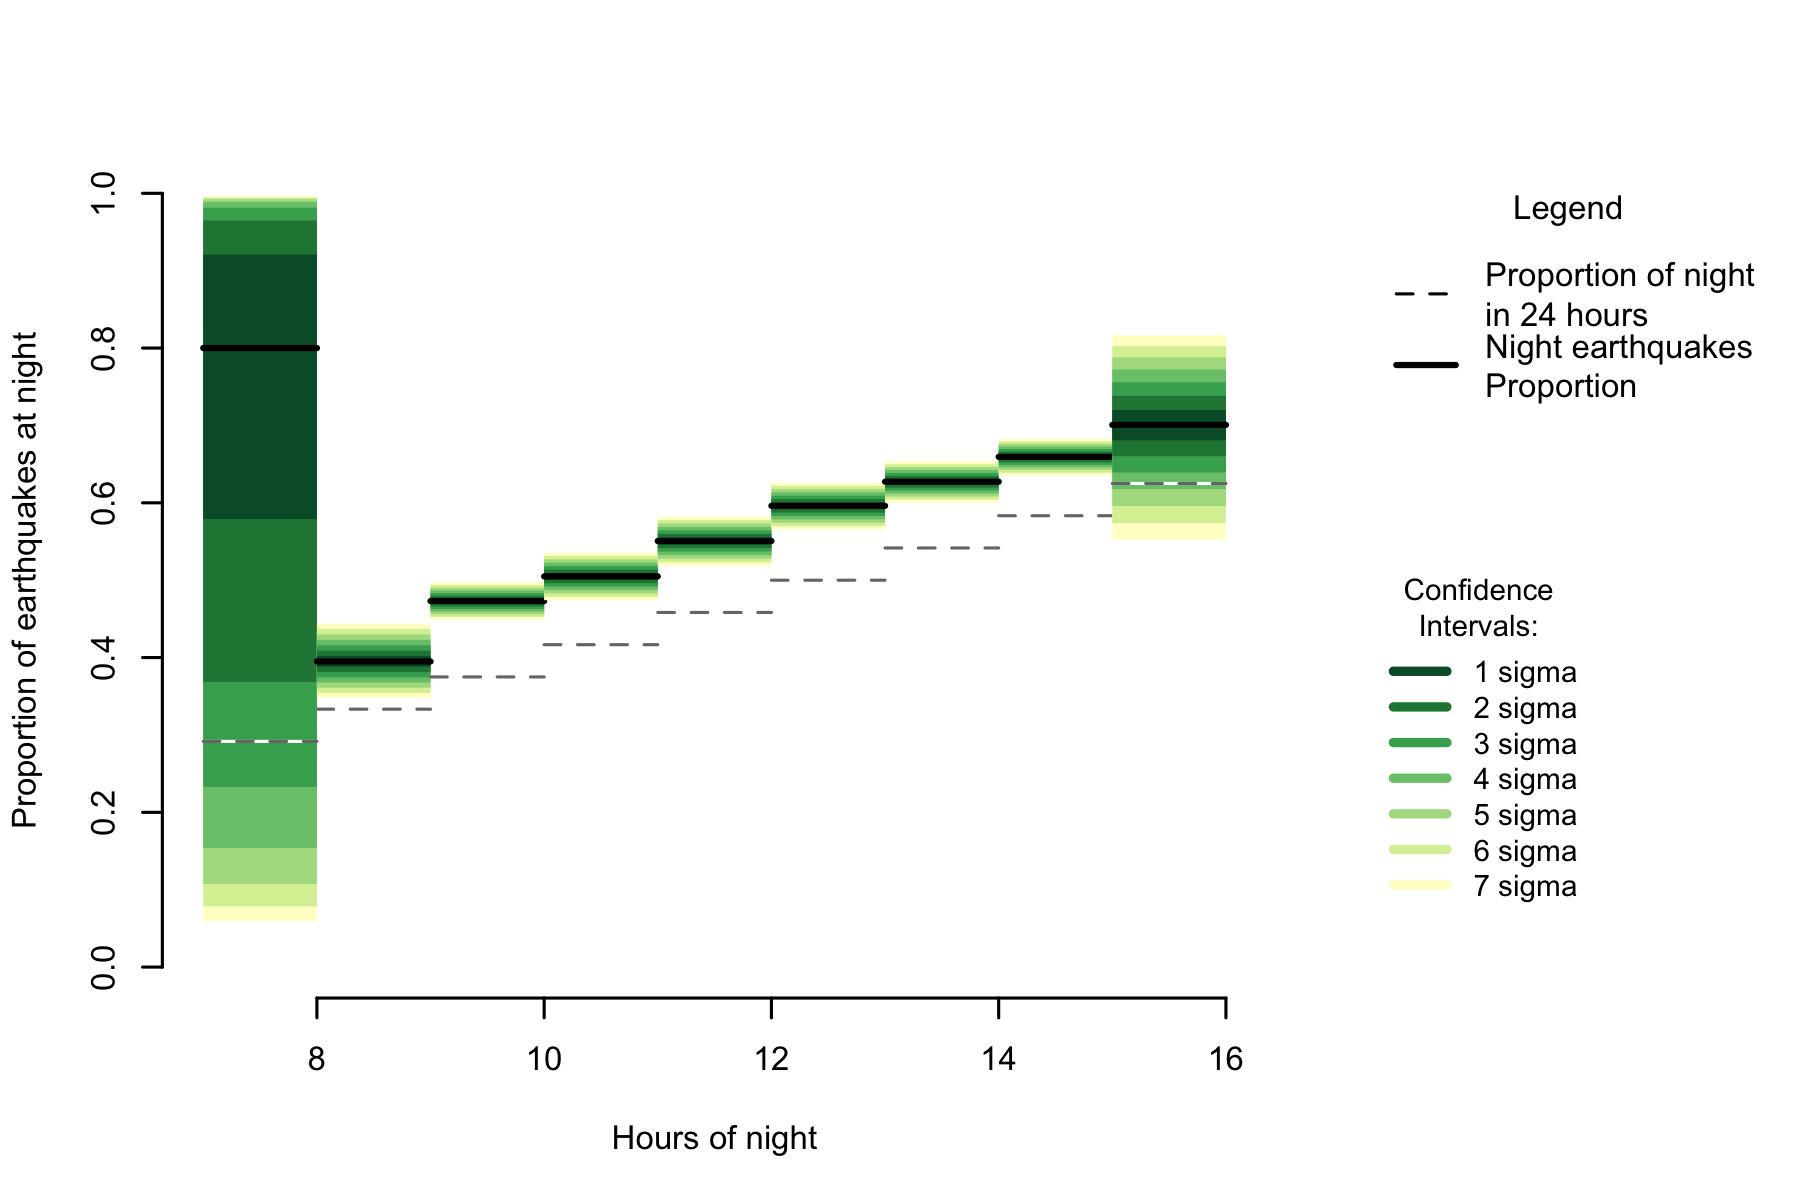 Proportion of earthquakes at night
1.0
0.8
0.6
0.4
0.2
0.0
8 10 12 14 16
Hours of night
Legend
Proportion of night
in 24 hours
Night earthquakes
Proportion
Confidence
Intervals:
1 sigma
2 sigma
3 sigma
4 sigma
5 sigma
6 sigma
7 sigma